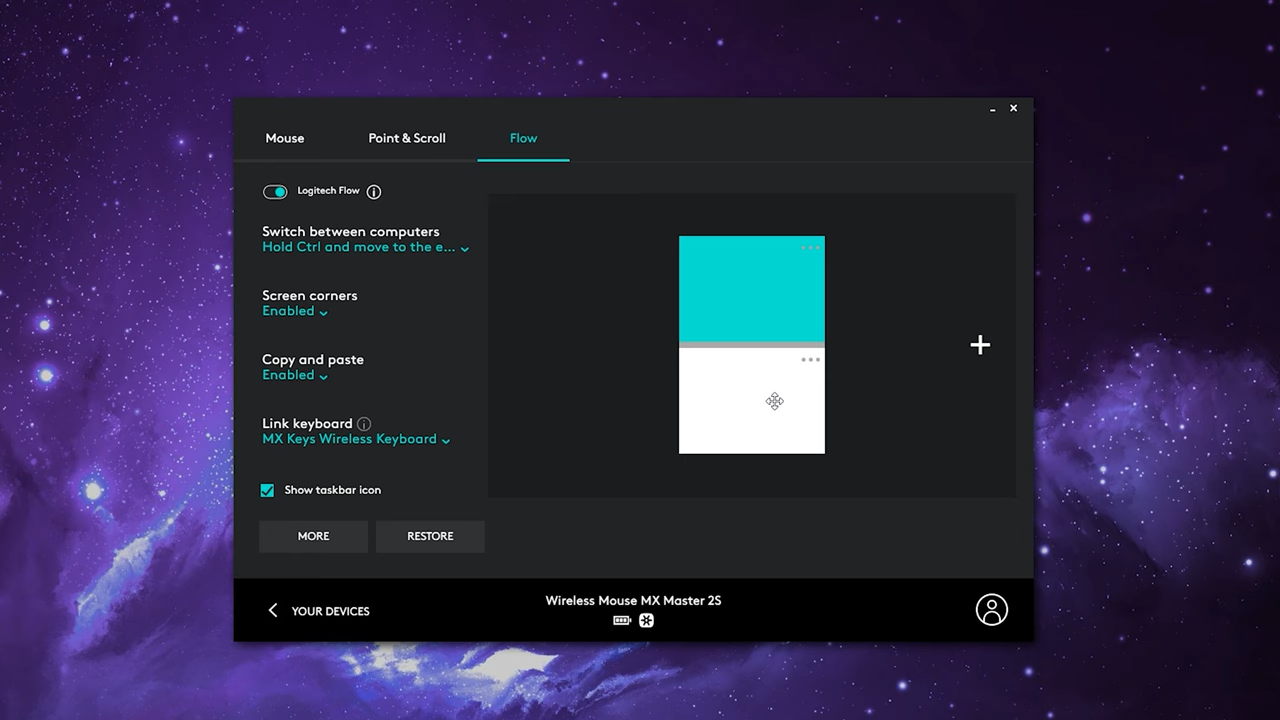 Mouse
Point & Scroll
Flow
Logitech Flow
Switch between computers
Hold Ctrl and move to the e...
Screen corners
Enabled
Copy and paste
Enabled
Link keyboard
MX Keys Wireless Keyboard
Show taskbar icon
MORE
RESTORE
YOUR DEVICES
Wireless Mouse MX Master 2S